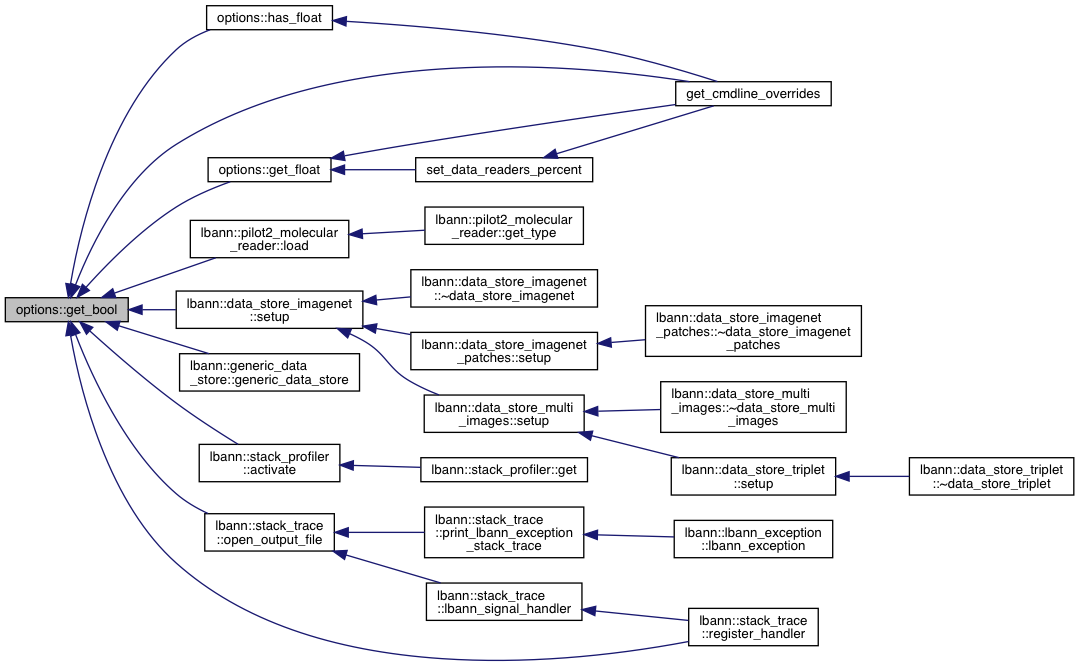 options::has_float
get_cmdline_overrides
options::get_float
set_data_readers_percent
lbann::pilot2_molecular
_reader::load
lbann::pilot2_molecular
_reader::get_type
options::get_bool
lbann::data_store_imagenet
::setup
lbann::data_store_imagenet
::~data_store_imagenet
lbann::data_store_imagenet
_patches::setup
lbann::data_store_imagenet
_patches::~data_store_imagenet
_patches
lbann::generic_data
_store::generic_data_store
lbann::data_store_multi
_images::setup
lbann::data_store_multi
_images::~data_store_multi
_images
lbann::stack_profiler
::activate
lbann::stack_profiler::get
lbann::data_store_triplet
::setup
lbann::data_store_triplet
::~data_store_triplet
lbann::stack_trace
::open_output_file
lbann::stack_trace
::print_lbann_exception
_stack_trace
lbann::lbann_exception
::lbann_exception
lbann::stack_trace
::lbann_signal_handler
lbann::stack_trace
::register_handler